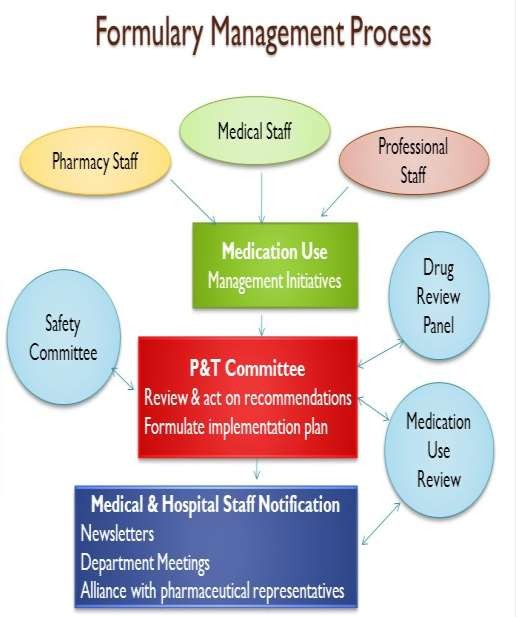 Formulary Management Process
Medical Staff
Pharmacy Staff
Professional
Staff
Medication Use
Management Initiatives
Drug
Review
Panel
Safety
Committee
P&T Committee
Review & act on recommendations
Formulate implementation plan
Medication
Use
Review
Medical & Hospital Staff Notification
Newsletters
Department Meetings
Alliance with pharmaceutical representatives